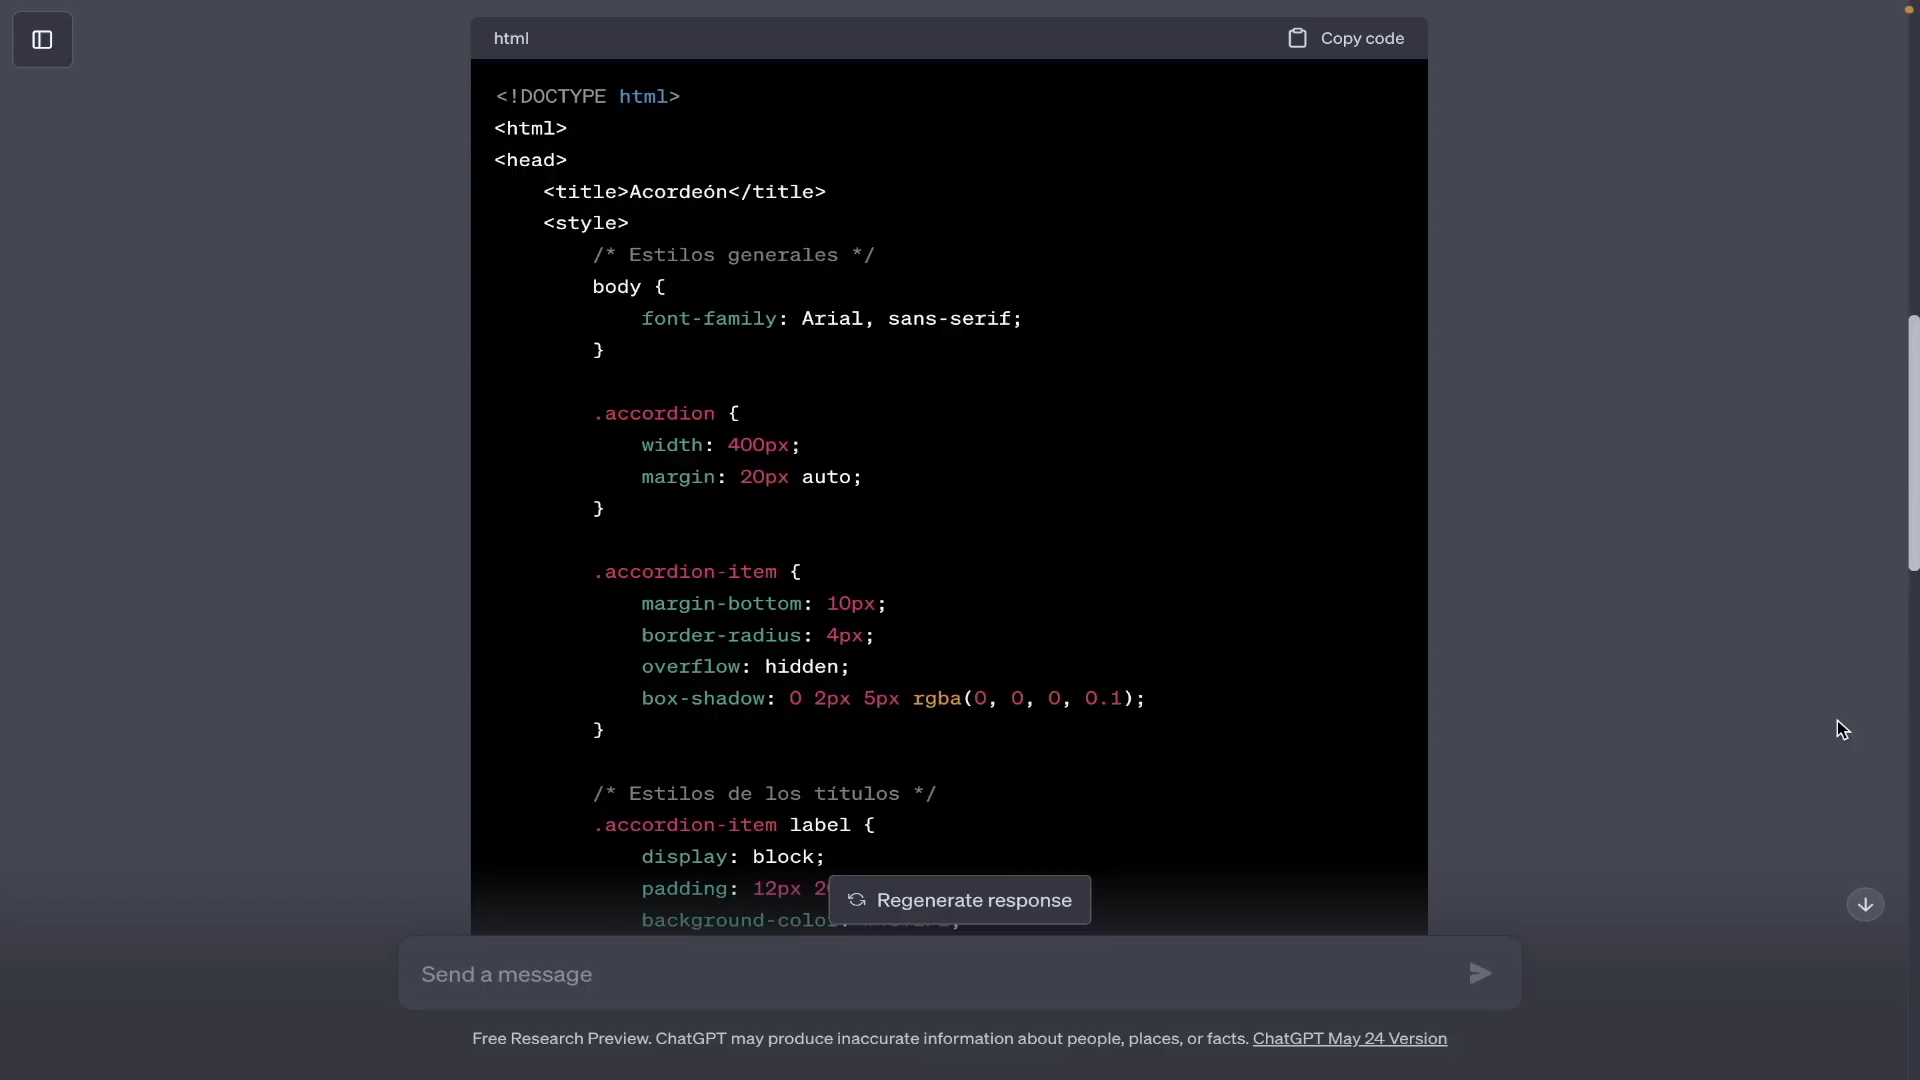 html
Copy code
<!DOCTYPE html>
<html>
<head>
<title>Acordeón</title>
<style>
/* Estilos generales */
body {
font-family: Arial, sans-serif;
}
.accordion {
width: 400px;
margin: 20px auto;
}
.accordion-item {
margin-bottom: 10px;
border-radius: 4px;
overflow: hidden;
box-shadow: 0 2px 5px rgba(0, 0, 0, 0.1);
}
/* Estilos de los títulos */
.accordion-item label {
display: block;
padding: 12px
background-color:
Regenerate response
Send a message
Free Research Preview. ChatGPT may produce inaccurate information about people, places, or facts. ChatGPT May 24 Version